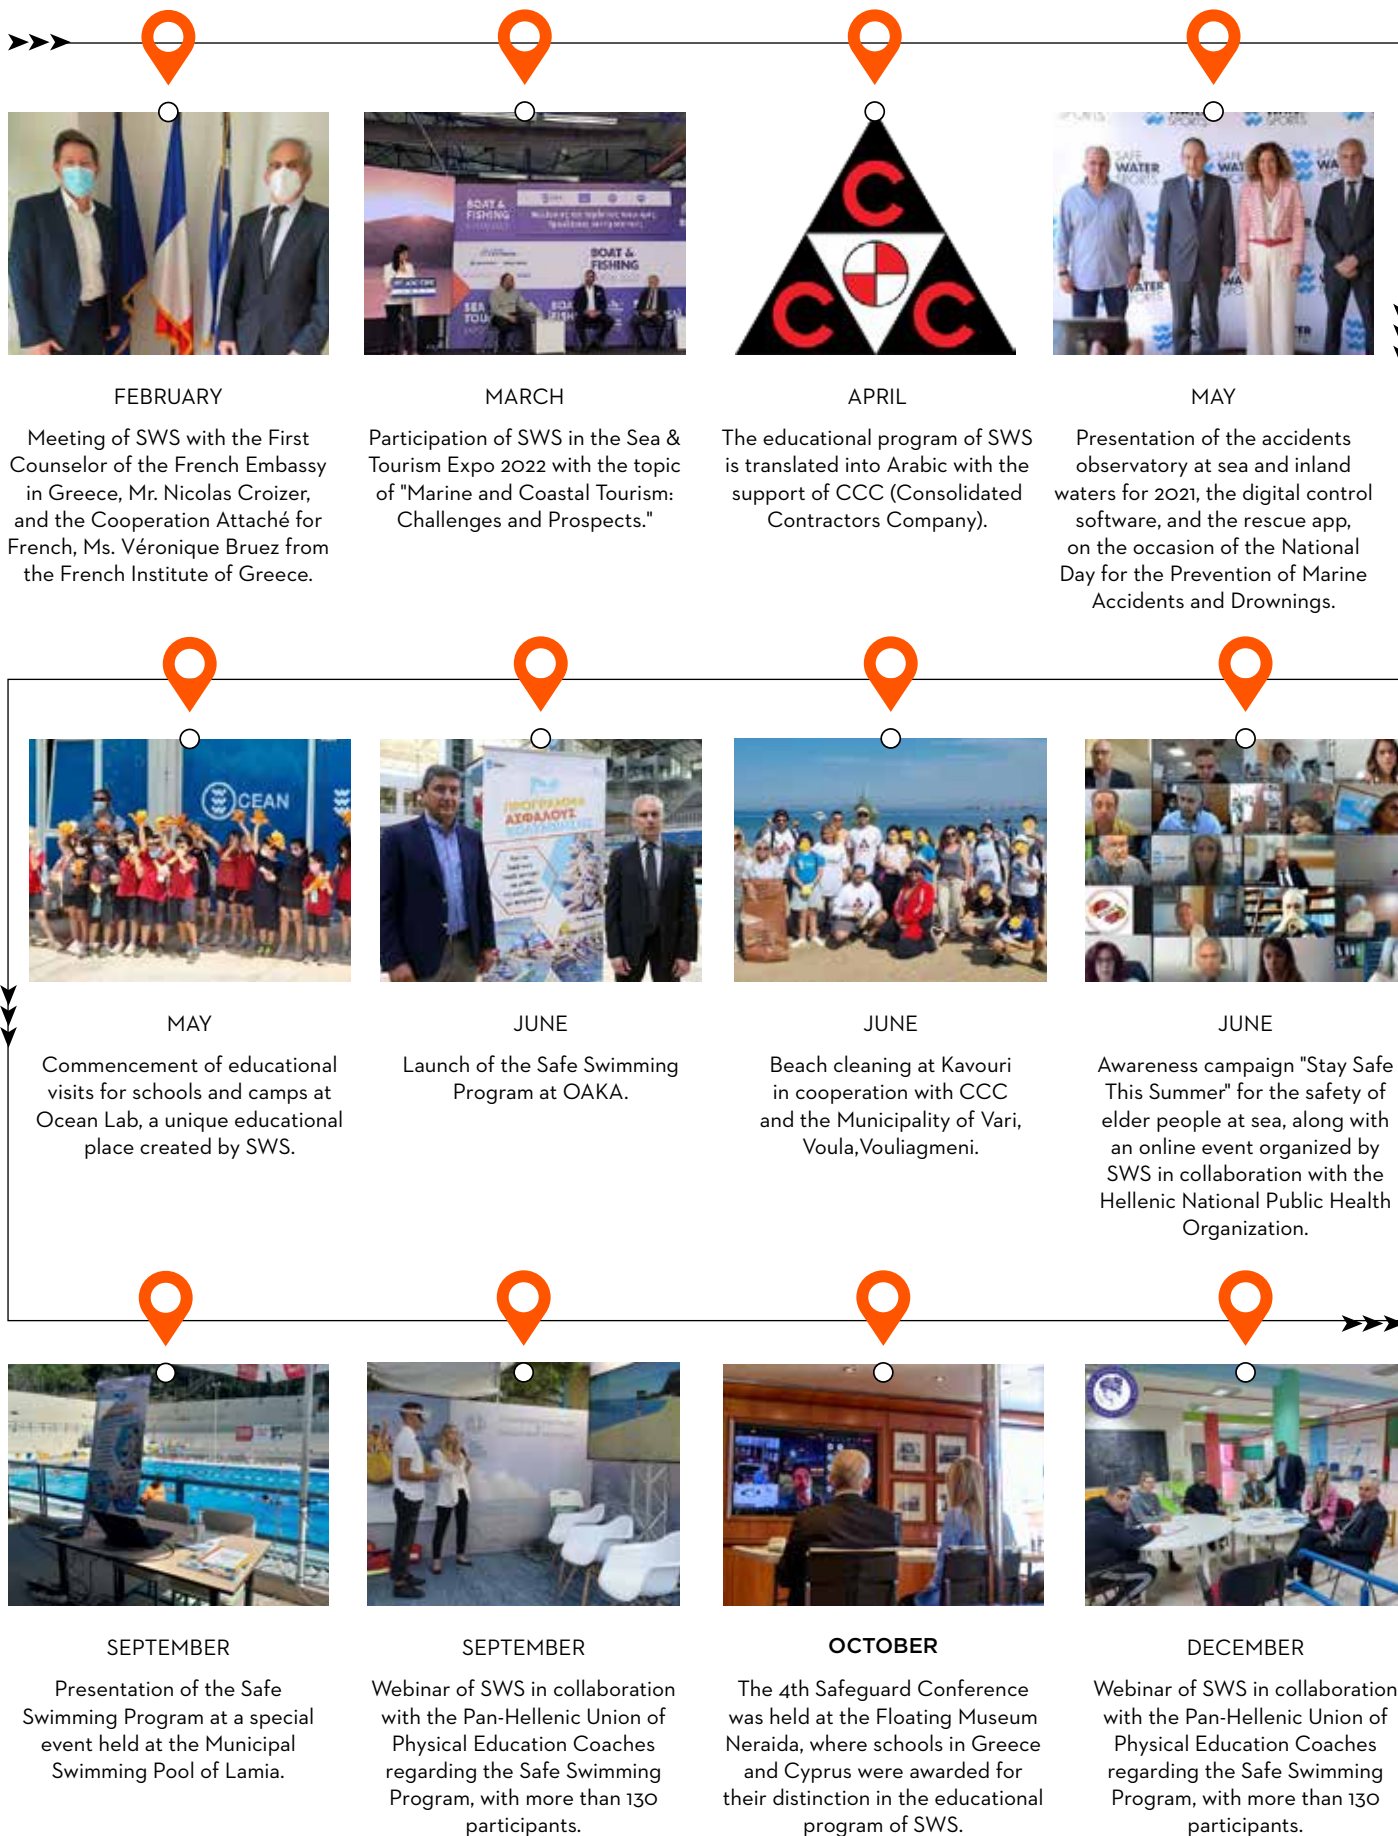 BOAT &
FISHING
BOAT &
FISHING
SEA
C
C
C
SAFE
WATER
SPORTS
FEBRUARY
Meeting of SWS with the First
Counselor of the French Embassy
in Greece, Mr. Nicolas Croizer,
and the Cooperation Attaché for
French, Ms. Véronique Bruez from
the French Institute of Greece.
MARCH
Participation of SWS in the Sea &
Tourism Expo 2022 with the topic
of "Marine and Coastal Tourism:
Challenges and Prospects."
APRIL
The educational program of SWS
is translated into Arabic with the
support of CCC (Consolidated
Contractors Company).
MAY
Presentation of the accidents
observatory at sea and inland
waters for 2021, the digital control
software, and the rescue app,
on the occasion of the National
Day for the Prevention of Marine
Accidents and Drownings.
CEAN
ΠΡΟΓΡΑΜΜΑ
ΑΣΦΑΛΟΥΣ
ΚΟΛΥΜΒΗΣΗΣ
MAY
Commencement of educational
visits for schools and camps at
Ocean Lab, a unique educational
place created by SWS.
JUNE
Launch of the Safe Swimming
Program at OAKA.
JUNE
Beach cleaning at Kavouri
in cooperation with CCC
and the Municipality of Vari,
Voula,Vouliagmeni.
JUNE
Awareness campaign "Stay Safe
This Summer" for the safety of
elder people at sea, along with
an online event organized by
SWS in collaboration with the
Hellenic National Public Health
Organization.
SEPTEMBER
Presentation of the Safe
Swimming Program at a special
event held at the Municipal
Swimming Pool of Lamia.
SEPTEMBER
Webinar of SWS in collaboration
with the Pan-Hellenic Union of
Physical Education Coaches
regarding the Safe Swimming
Program, with more than 130
participants.
OCTOBER
The 4th Safeguard Conference
was held at the Floating Museum
Neraida, where schools in Greece
and Cyprus were awarded for
their distinction in the educational
program of SWS.
DECEMBER
Webinar of SWS in collaboration
with the Pan-Hellenic Union of
Physical Education Coaches
regarding the Safe Swimming
Program, with more than 130
participants.